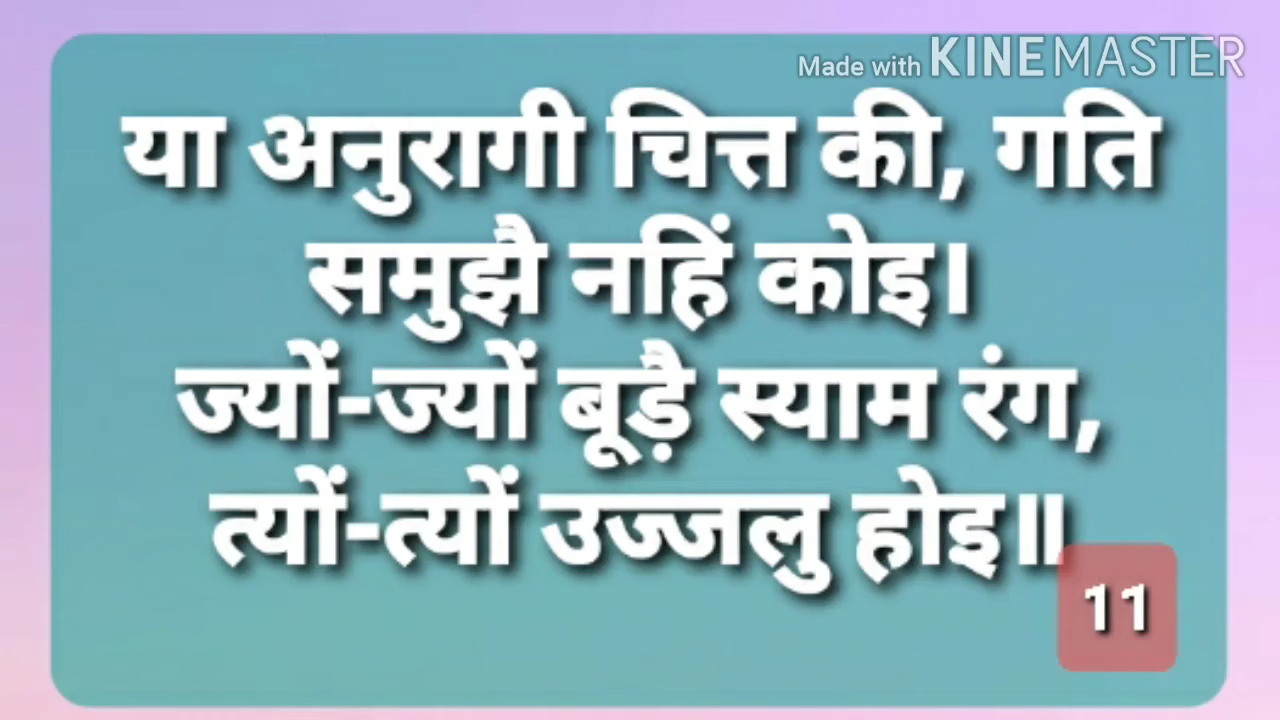 Made with KINEMASTER
या अनुरागी चित्त की, गति
समुझै नहिं कोइ।
ज्यों-ज्यों बूड़ै स्याम रंग,
त्यों-त्यों उज्जलु होइ॥
11